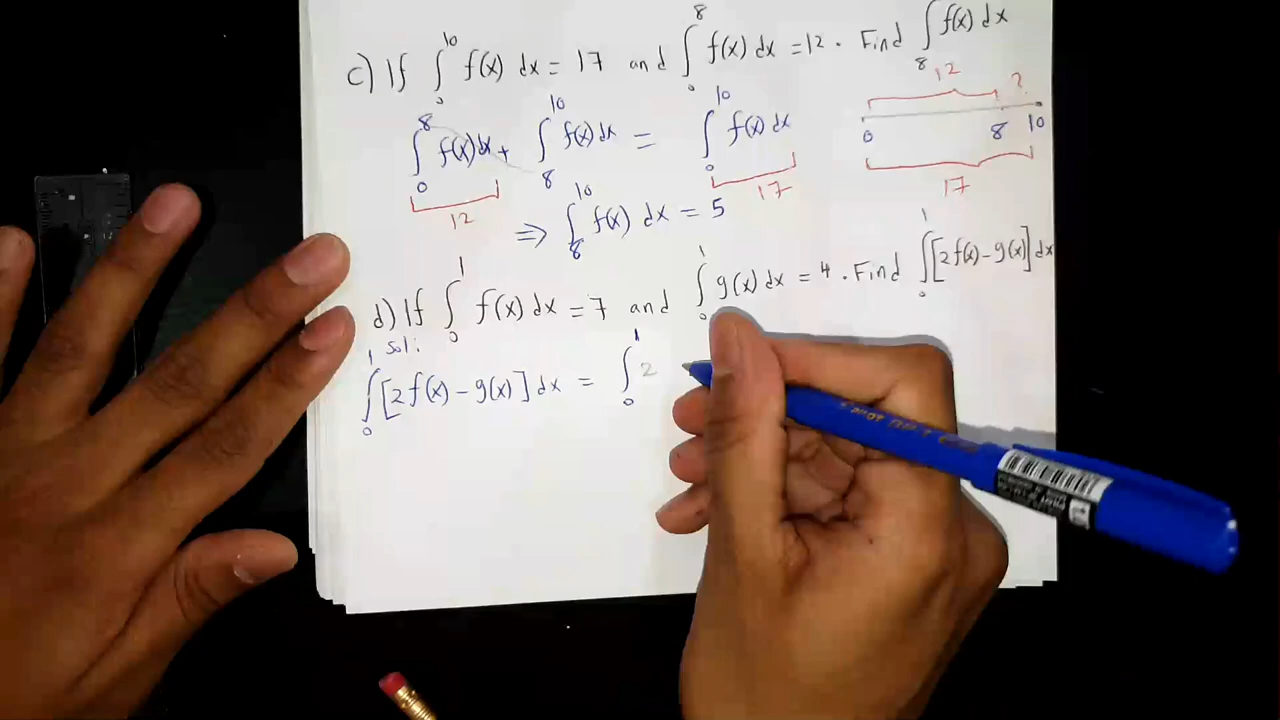 c) If ∫₀¹⁰ f(x) dx = 17 and ∫₀⁸ f(x) dx = 12. Find ∫₈ f(x) dx
12 ?
∫₀⁸ f(x) dx + ∫₈¹⁰ f(x) dx = ∫₀¹⁰ f(x) dx
0 8 10
12 17 17
⇒ ∫₈¹⁰ f(x) dx = 5
d) If ∫₀¹ f(x) dx = 7 and ∫₀¹ g(x) dx = 4. Find ∫₀¹ [2f(x) - g(x)] dx
Sol:
∫₀¹ [2f(x) - g(x)] dx = ∫₀¹ 2